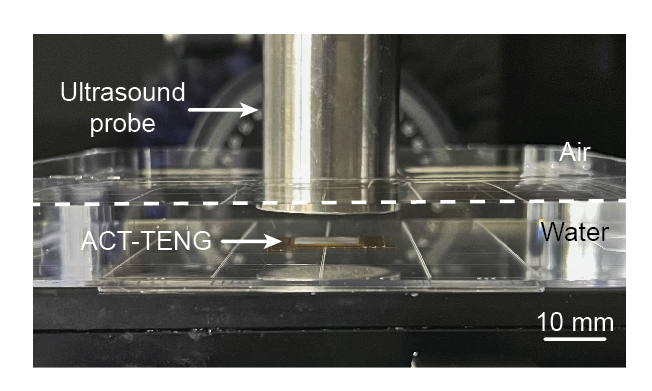 Ultrasound
probe
Air
ACT-TENG
Water
10 mm